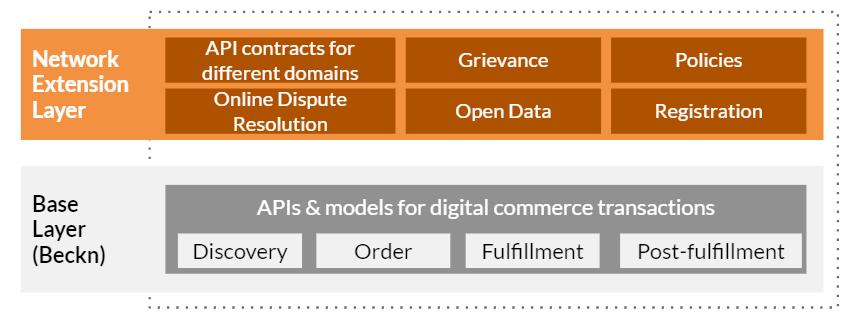 Network
Extension
Layer
API contracts for
different domains
Grievance
Policies
Online Dispute
Resolution
Open Data
Registration
Base
Layer
(Beckn)
APIs & models for digital commerce transactions
Discovery
Order
Fulfillment
Post-fulfillment